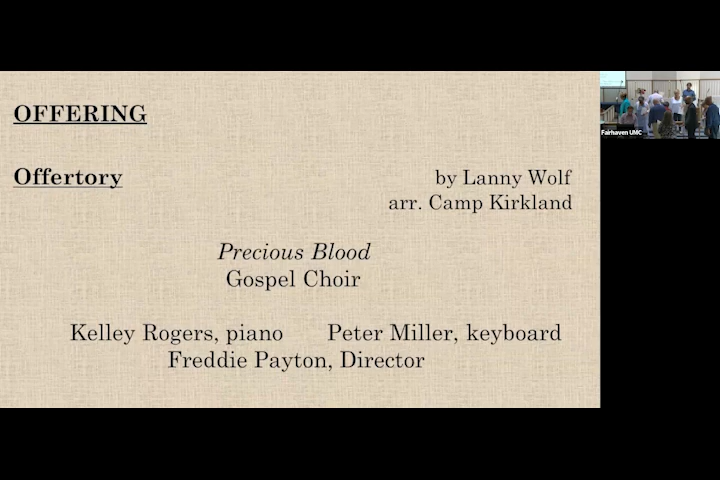 OFFERING
Offertory
by Lanny Wolf
arr. Camp Kirkland
Precious Blood
Gospel Choir
Kelley Rogers, piano Peter Miller, keyboard
Freddie Payton, Director
Fairhaven UMC